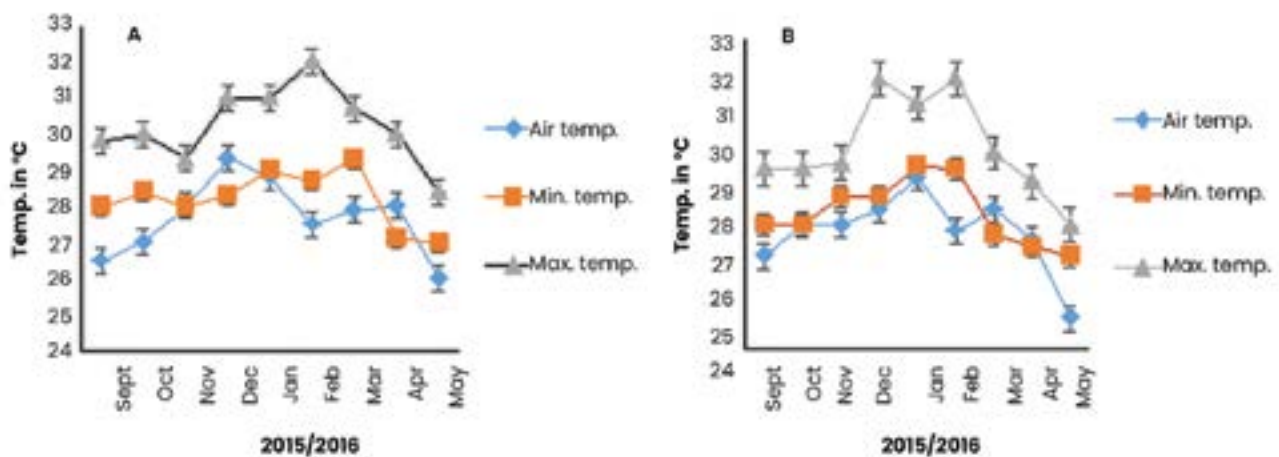 A
Temp. in °C
33
32
31
30
29
28
27
26
25
24
Sept
Oct
Nov
Dec
Jan
Feb
Mar
Apr
May
2015/2016
Air temp.
Min. temp.
Max. temp.
B
Temp. in °C
33
32
31
30
29
28
27
26
25
24
Sept
Oct
Nov
Dec
Jan
Feb
Mar
Apr
May
2015/2016
Air temp.
Min. temp.
Max. temp.